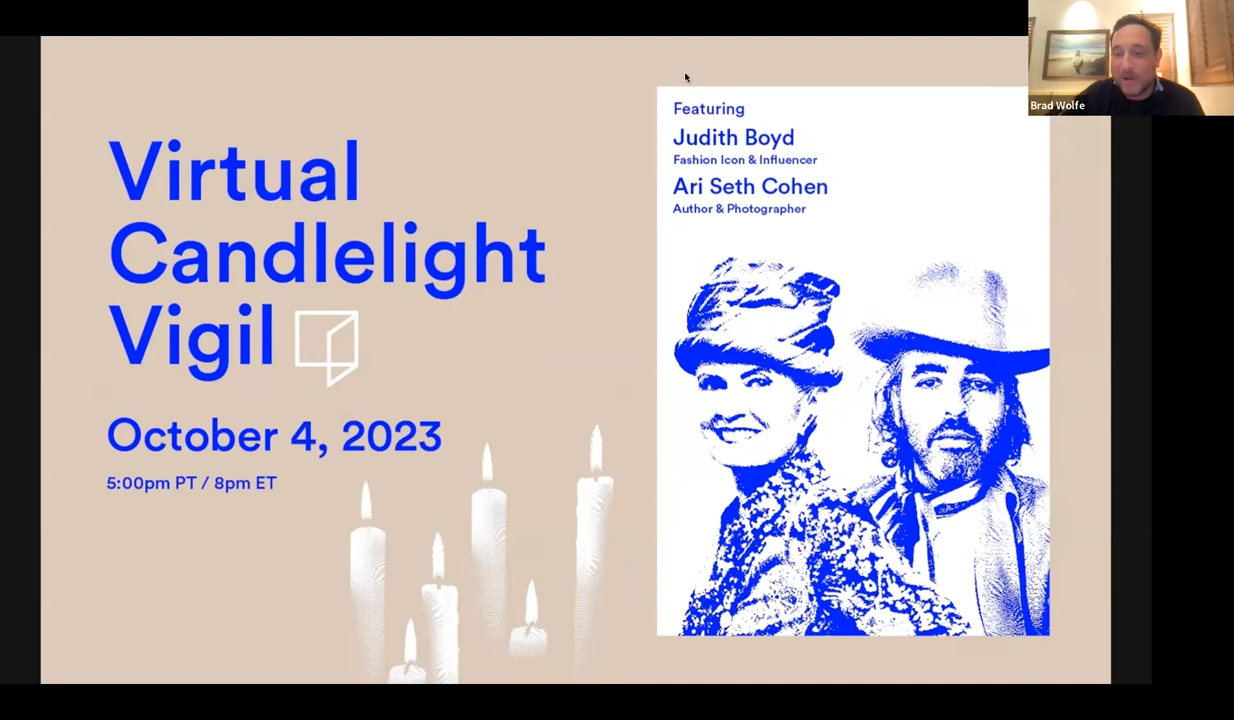 Virtual
Candlelight
Vigil
October 4, 2023
5:00pm PT / 8pm ET
Featuring
Judith Boyd
Fashion Icon & Influencer
Ari Seth Cohen
Author & Photographer
Brad Wolfe